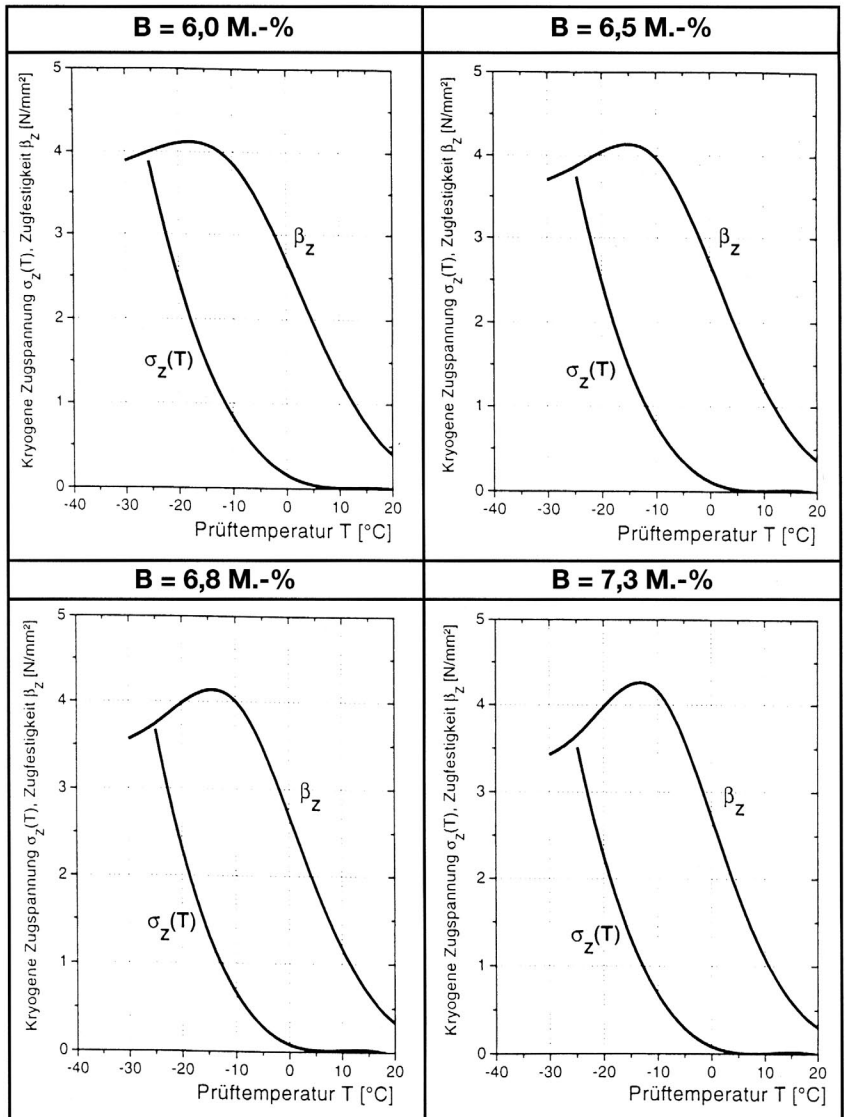 B = 6,0 M.-%
Kryogene Zugspannung σz(T), Zugfestigkeit βz [N/mm²]
5
4
3
2
1
0
βz
σz(T)
-40 -30 -20 -10 0 10 20
Prüftemperatur T [°C]
B = 6,5 M.-%
Kryogene Zugspannung σz(T), Zugfestigkeit βz [N/mm²]
5
4
3
2
1
0
βz
σz(T)
-40 -30 -20 -10 0 10 20
Prüftemperatur T [°C]
B = 6,8 M.-%
Kryogene Zugspannung σz(T), Zugfestigkeit βz [N/mm²]
5
4
3
2
1
0
βz
σz(T)
-40 -30 -20 -10 0 10 20
Prüftemperatur T [°C]
B = 7,3 M.-%
Kryogene Zugspannung σz(T), Zugfestigkeit βz [N/mm²]
5
4
3
2
1
0
βz
σz(T)
-40 -30 -20 -10 0 10 20
Prüftemperatur T [°C]